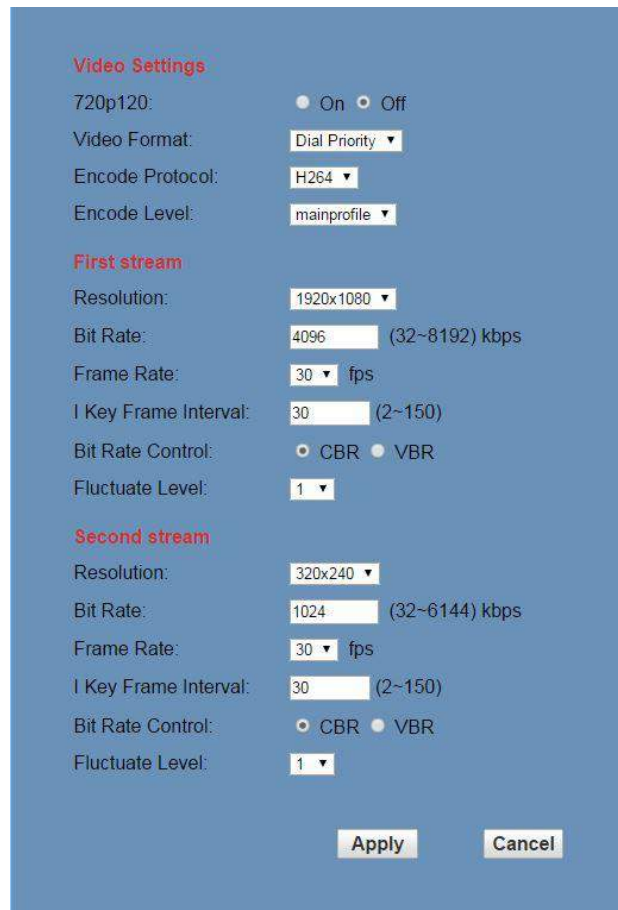 Video Settings
720p120: On Off
Video Format: Dial Priority
Encode Protocol: H264
Encode Level: mainprofile
First stream
Resolution: 1920x1080
Bit Rate: 4096 (32~8192) kbps
Frame Rate: 30 fps
I Key Frame Interval: 30 (2~150)
Bit Rate Control: CBR VBR
Fluctuate Level: 1
Second stream
Resolution: 320x240
Bit Rate: 1024 (32~6144) kbps
Frame Rate: 30 fps
I Key Frame Interval: 30 (2~150)
Bit Rate Control: CBR VBR
Fluctuate Level: 1
Apply Cancel